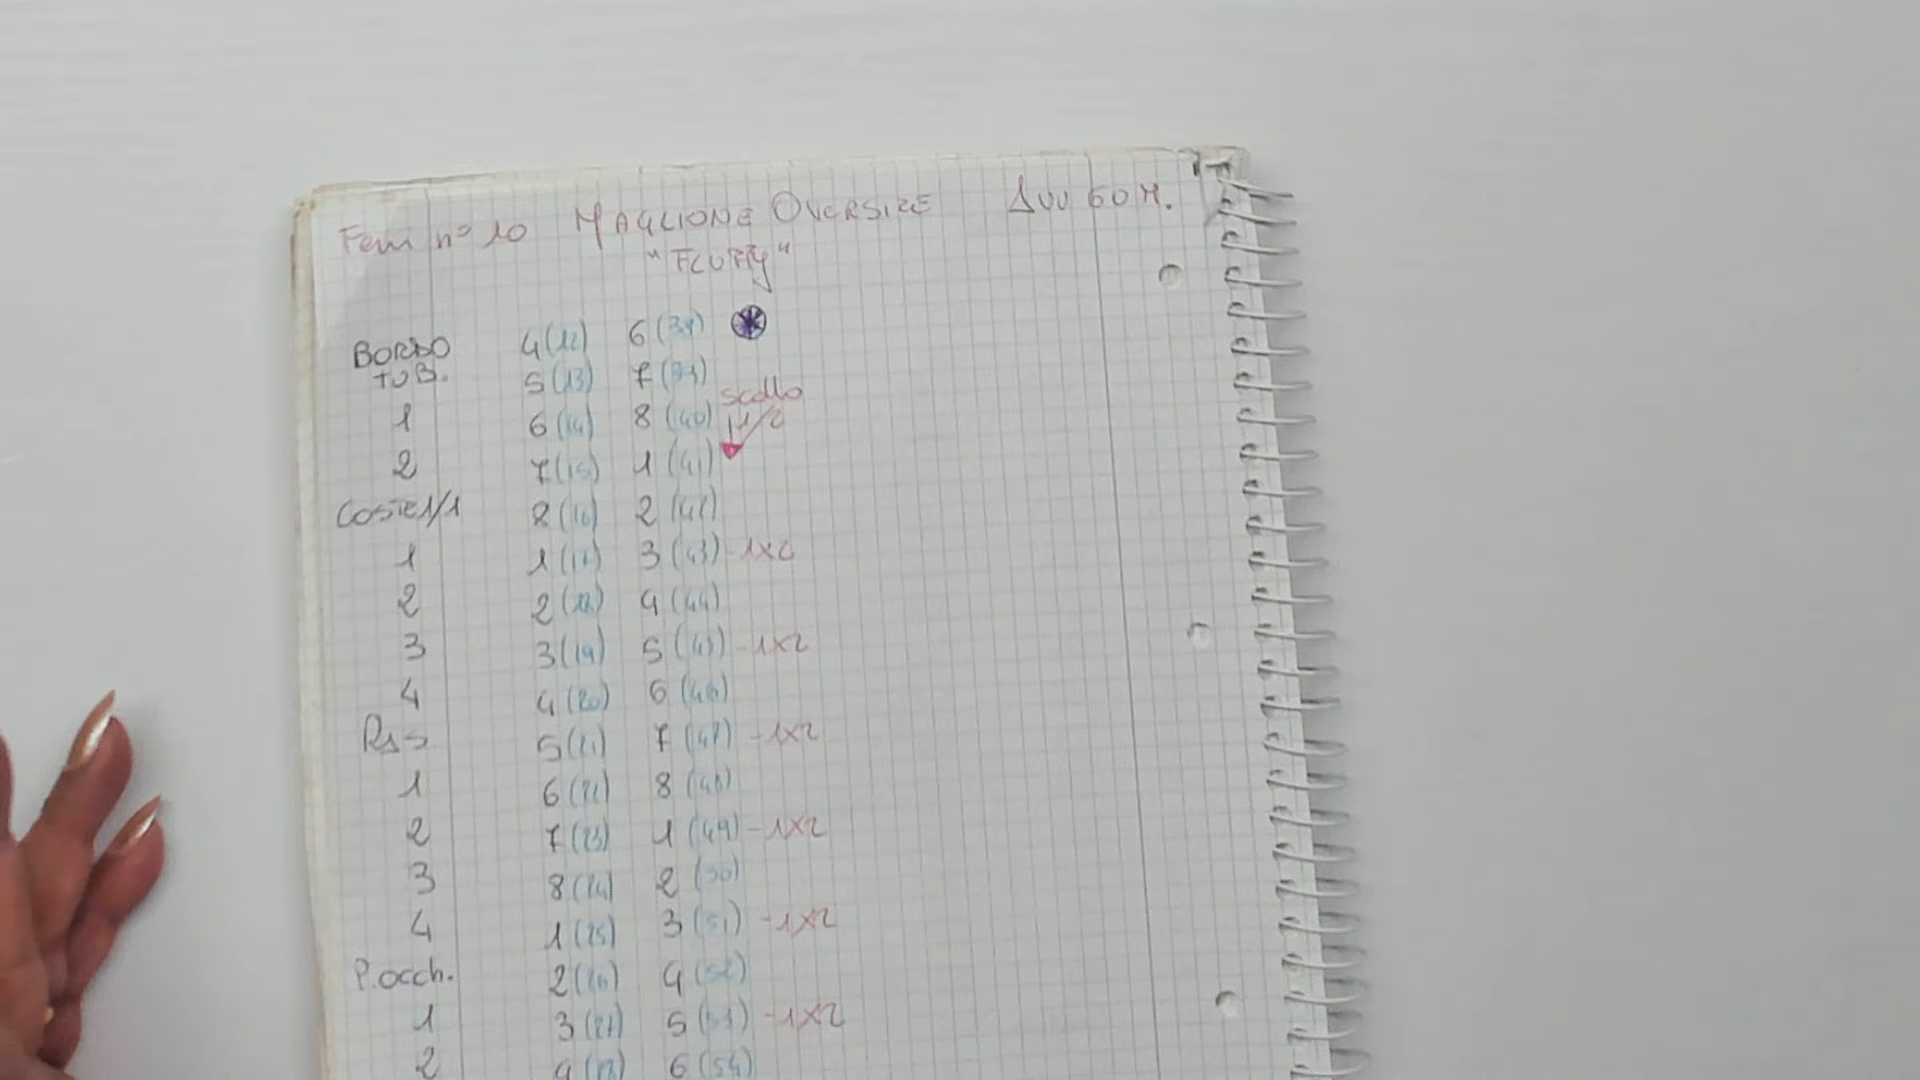 Ferri n° 10 MAGLIONE OVERSIZE Avv 60 M.
"FLUFFY"
BORDO 4(12) 6(38)
TUB. 5(13) 7(39)
scollo
1 6(14) 8(40) 1/2
2 7(15) 1(41)
COSTE 1/1 8(16) 2(42)
1 1(17) 3(43) -1x2
2 2(18) 4(44)
3 3(19) 5(45) -1x2
4 4(20) 6(46)
5(21) 7(47) -1x2
1 6(22) 8(48)
2 7(23) 1(49) -1x2
3 8(24) 2(50)
4 1(25) 3(51) -1x2
P.occh. 2(26) 4(52)
1 3(27) 5(53) -1x2
2 4(28) 6(54)